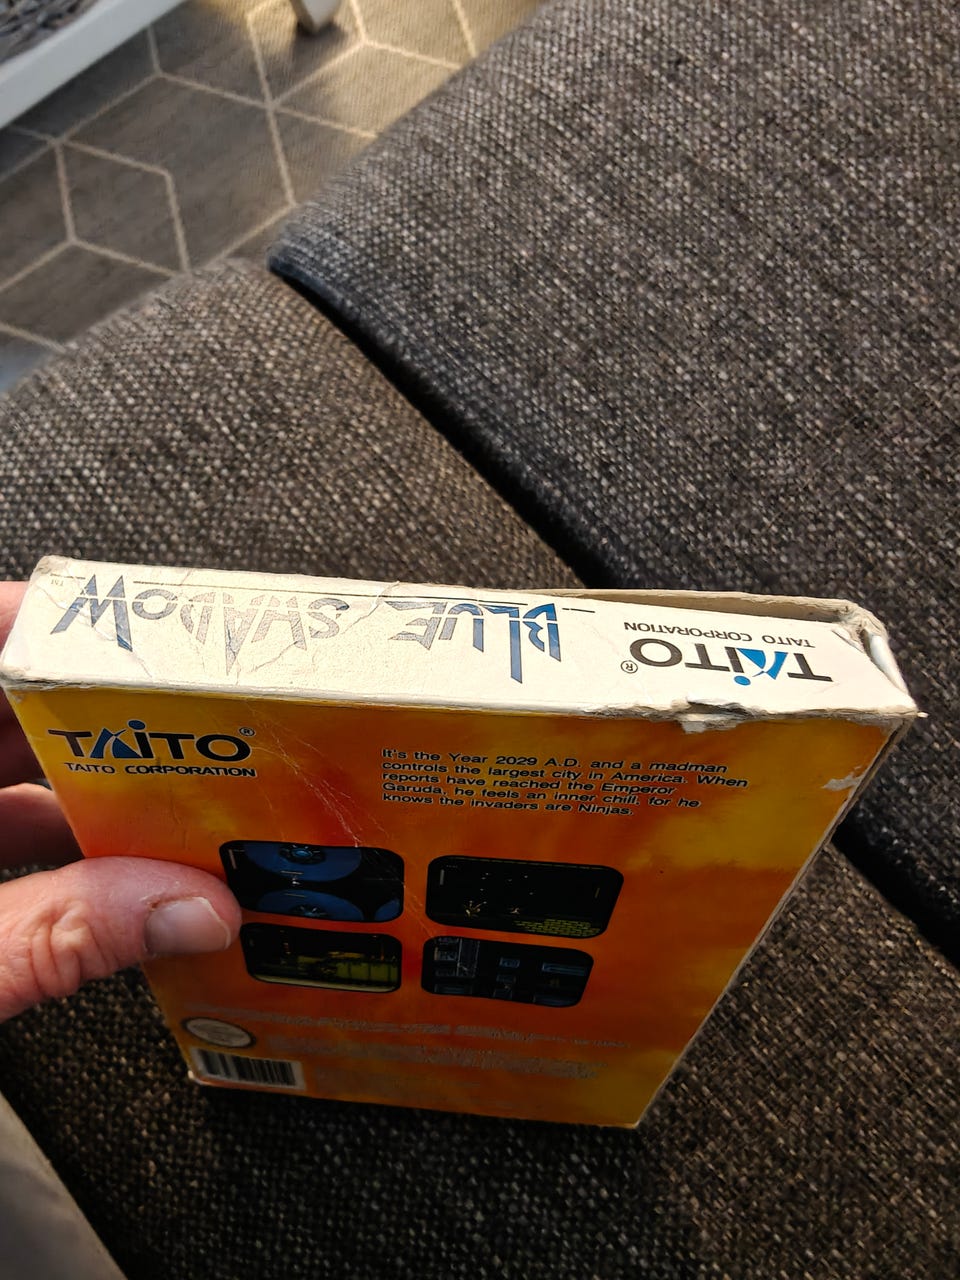 BLUE SHADOW™
TAITO®
TAITO CORPORATION
TAITO®
TAITO CORPORATION
It's the Year 2029 A.D. and a madman
controls the largest city in America. When
reports have reached the Emperor
Garuda, he feels an inner chill, for he
knows the invaders are Ninjas.